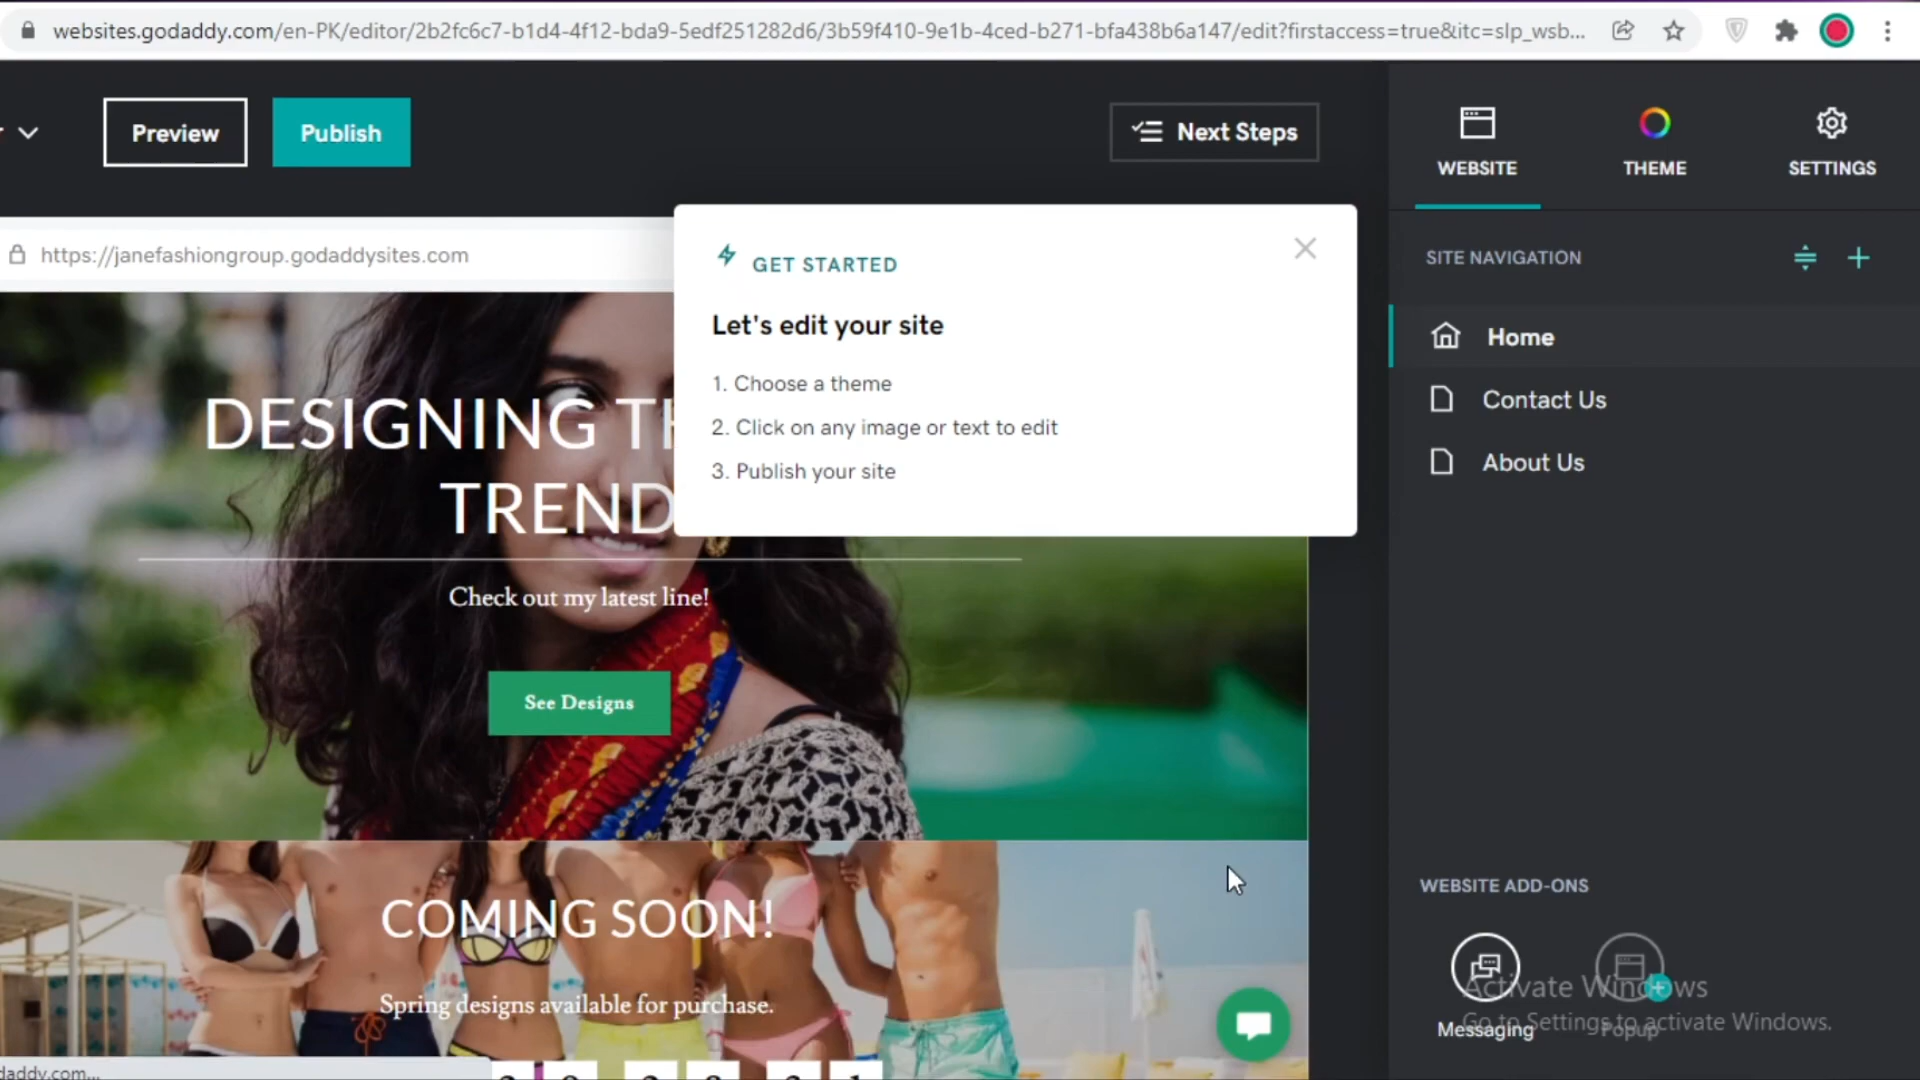 websites.godaddy.com/en-PK/editor/2b2fc6c7-b1d4-4f12-bda9-5edf251282d6/3b59f410-9e1b-4ced-b271-bfa438b6a147/edit?firstaccess=true&itc=slp_wsb...
Preview
Publish
Next Steps
WEBSITE
THEME
SETTINGS
https://janefashiongroup.godaddysites.com
GET STARTED
Let's edit your site
1. Choose a theme
2. Click on any image or text to edit
3. Publish your site
SITE NAVIGATION
Home
Contact Us
About Us
DESIGNING
TREND
Check out my latest line!
See Designs
COMING SOON!
Spring designs available for purchase.
WEBSITE ADD-ONS
Messaging
Popup
Activate Windows
Go to Settings to activate Windows.
daddy.com...